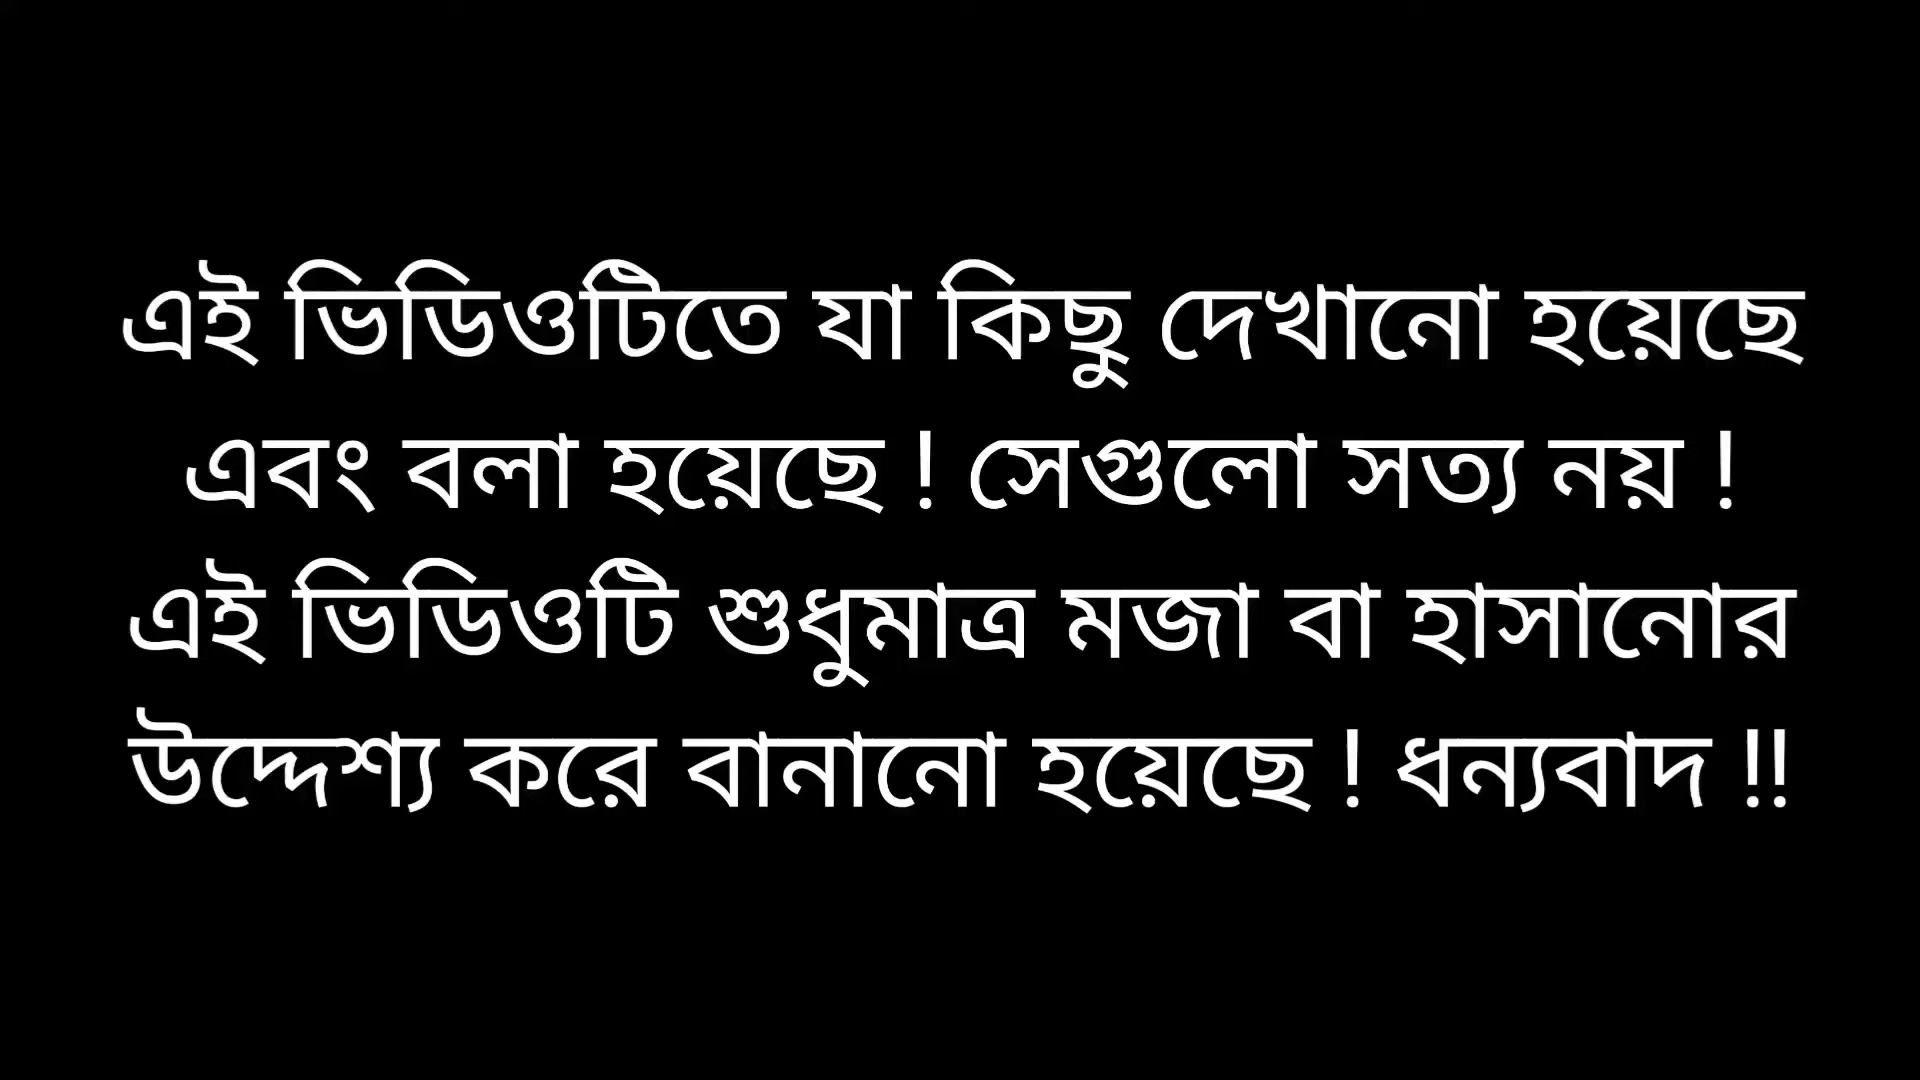 এই ভিডিওটিতে যা কিছু দেখানো হয়েছে
এবং বলা হয়েছে ! সেগুলো সত্য নয় !
এই ভিডিওটি শুধুমাত্র মজা বা হাসানোর
উদ্দেশ্য করে বানানো হয়েছে ! ধন্যবাদ !!